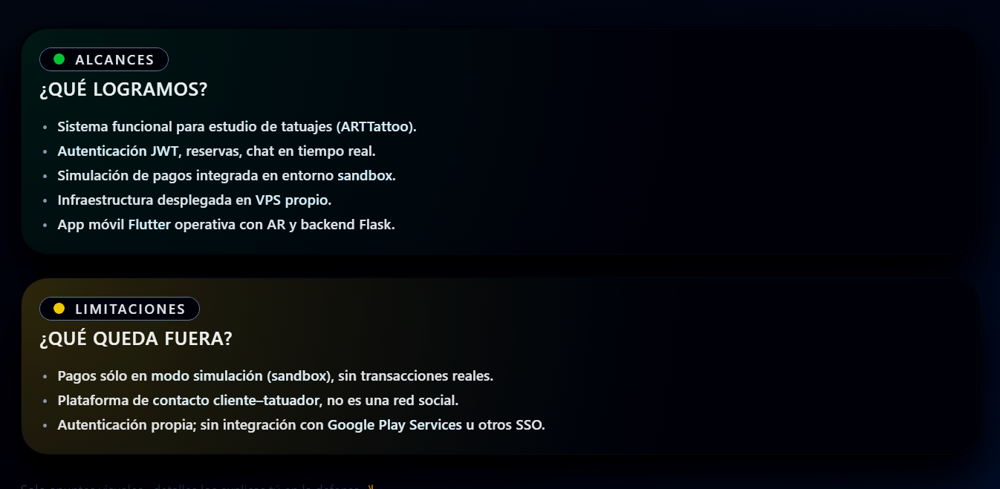 ALCANCES
¿QUÉ LOGRAMOS?
• Sistema funcional para estudio de tatuajes (ARTTattoo).
• Autenticación JWT, reservas, chat en tiempo real.
• Simulación de pagos integrada en entorno sandbox.
• Infraestructura desplegada en VPS propio.
• App móvil Flutter operativa con AR y backend Flask.
LIMITACIONES
¿QUÉ QUEDA FUERA?
• Pagos sólo en modo simulación (sandbox), sin transacciones reales.
• Plataforma de contacto cliente–tatuador, no es una red social.
• Autenticación propia; sin integración con Google Play Services u otros SSO.